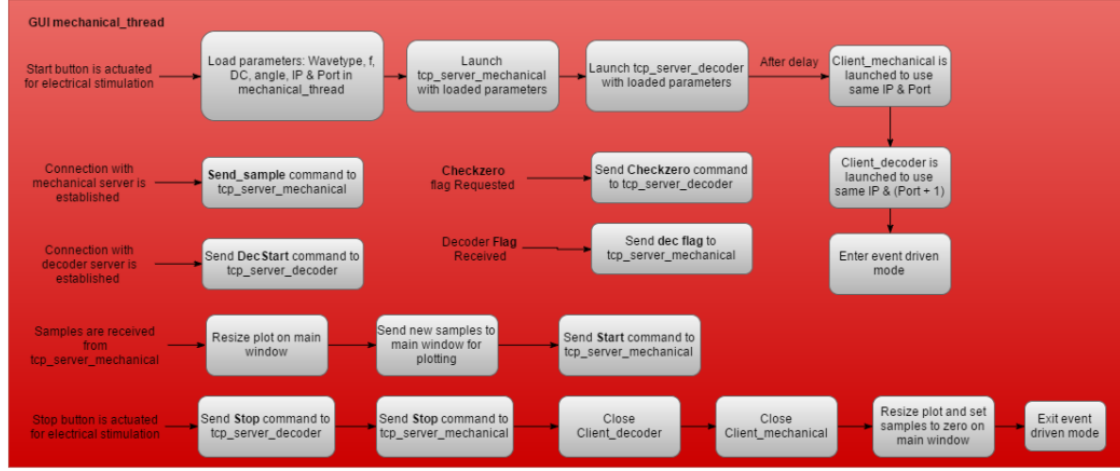 GUI mechanical_thread
Start button is actuated
for electrical stimulation
Load parameters: Wavetype, f,
DC, angle, IP & Port in
mechanical_thread
Launch
tcp_server_mechanical
with loaded parameters
Launch tcp_server_decoder
with loaded parameters
After delay
Client_mechanical is
launched to use
same IP & Port
Connection with
mechanical server is
established
Send_sample command to
tcp_server_mechanical
Checkzero
flag Requested
Send Checkzero command
to tcp_server_decoder
Client_decoder is
launched to use
same IP & (Port + 1)
Connection with
decoder server is
established
Send DecStart command to
tcp_server_decoder
Decoder Flag
Received
Send dec flag to
tcp_server_mechanical
Enter event driven
mode
Samples are received
from
tcp_server_mechanical
Resize plot on main
window
Send new samples to
main window for
plotting
Send Start command to
tcp_server_mechanical
Stop button is actuated
for electrical stimulation
Send Stop command to
tcp_server_decoder
Send Stop command to
tcp_server_mechanical
Close
Client_decoder
Close
Client_mechanical
Resize plot and set
samples to zero on
main window
Exit event
driven mode